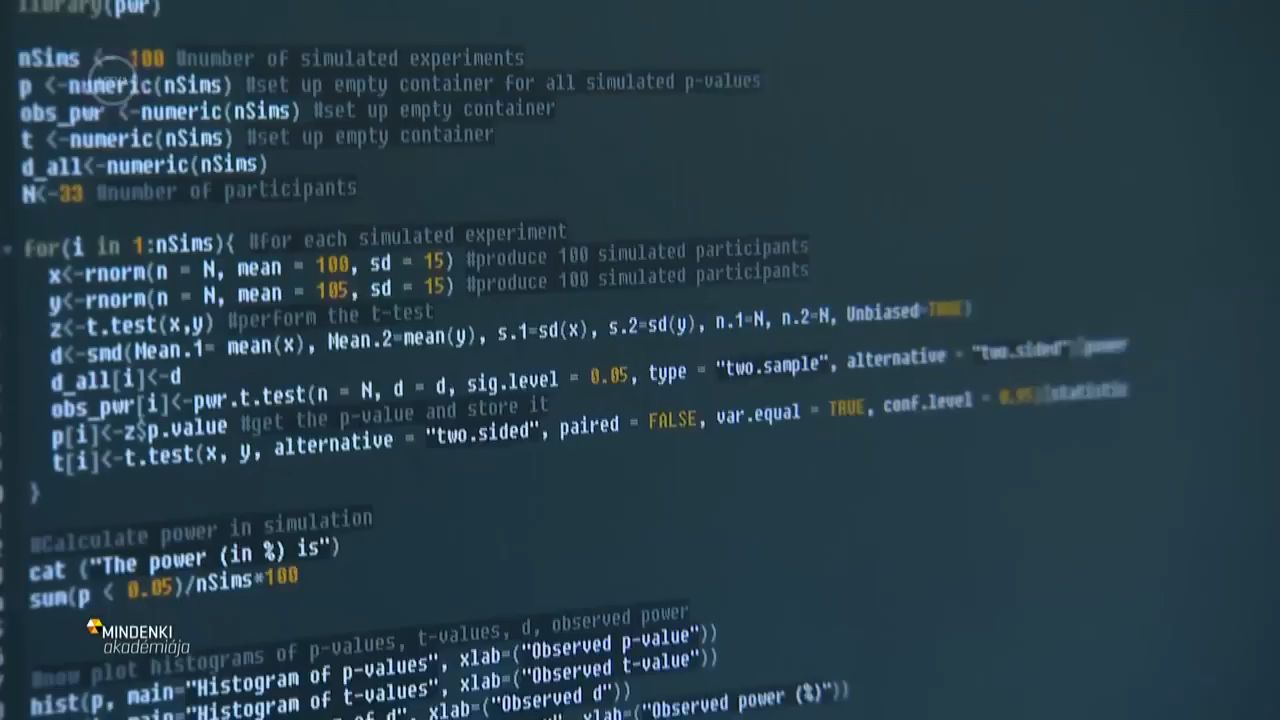 library(pwr)
nSims <- 100 #number of simulated experiments
p <-numeric(nSims) #set up empty container for all simulated p-values
obs_pwr <-numeric(nSims) #set up empty container
t <-numeric(nSims) #set up empty container
d_all<-numeric(nSims)
N<-33 #number of participants
for(i in 1:nSims){ #for each simulated experiment
x<-rnorm(n = N, mean = 100, sd = 15) #produce 100 simulated participants
y<-rnorm(n = N, mean = 105, sd = 15) #produce 100 simulated participants
z<-t.test(x,y) #perform the t-test
d<-smd(Mean.1= mean(x), Mean.2=mean(y), s.1=sd(x), s.2=sd(y), n.1=N, n.2=N, Unbiased=TRUE)
d_all[i]<-d
obs_pwr[i]<-pwr.t.test(n = N, d = d, sig.level = 0.05, type = "two.sample", alternative = "two.sided")$power
p[i]<-z$p.value #get the p-value and store it
t[i]<-t.test(x, y, alternative = "two.sided", paired = FALSE, var.equal = TRUE, conf.level = 0.95)$statistic
}
#Calculate power in simulation
cat ("The power (in %) is")
sum(p < 0.05)/nSims*100
#now plot histograms of p-values, t-values, d, observed power
hist(p, main="Histogram of p-values", xlab=("Observed p-value"))
main="Histogram of t-values", xlab=("Observed t-value"))
of d", xlab=("Observed d"))
xlab=("Observed power (%)"))
MINDENKI
akadémiája